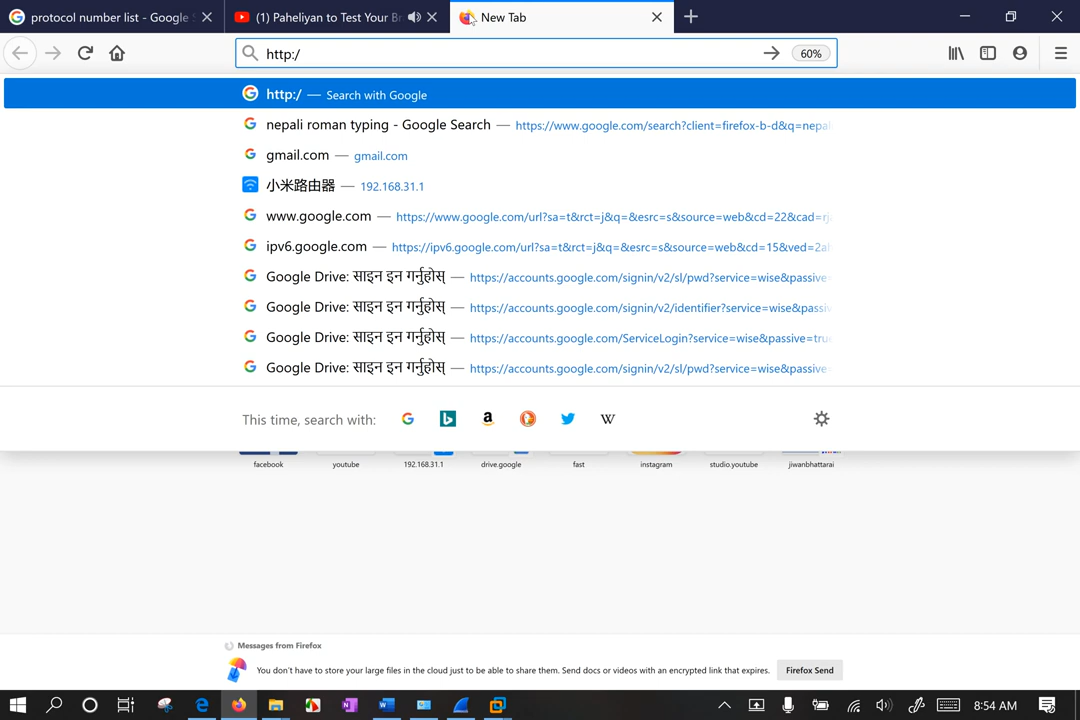 protocol number list - Google S
(1) Paheliyan to Test Your Br
New Tab
http:/
60%
http:/ — Search with Google
nepali roman typing - Google Search — https://www.google.com/search?client=firefox-b-d&q=nepa
gmail.com — gmail.com
小米路由器 — 192.168.31.1
www.google.com — https://www.google.com/url?sa=t&rct=j&q=&esrc=s&source=web&cd=22&cad=rj
ipv6.google.com — https://ipv6.google.com/url?sa=t&rct=j&q=&esrc=s&source=web&cd=15&ved=2a
Google Drive: साइन इन गर्नुहोस् — https://accounts.google.com/signin/v2/sl/pwd?service=wise&passive=
Google Drive: साइन इन गर्नुहोस् — https://accounts.google.com/signin/v2/identifier?service=wise&passi
Google Drive: साइन इन गर्नुहोस् — https://accounts.google.com/ServiceLogin?service=wise&passive=tru
Google Drive: साइन इन गर्नुहोस् — https://accounts.google.com/signin/v2/sl/pwd?service=wise&passive=
This time, search with:
facebook youtube 192.168.31.1 drive.google fast instagram studio.youtube jiwanbhattarai
Messages from Firefox
You don't have to store your large files in the cloud just to be able to share them. Send docs or videos with an encrypted link that expires.
Firefox Send
8:54 AM